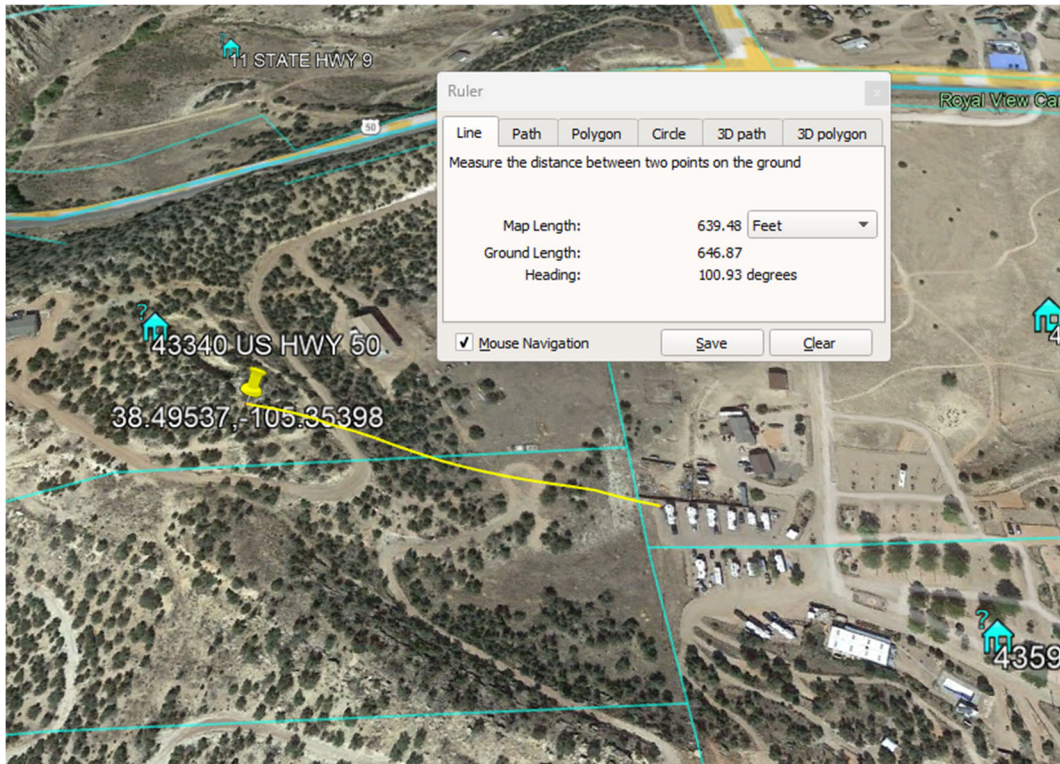 11 STATE HWY 9
50
Royal View Ca
Ruler
x
Line Path Polygon Circle 3D path 3D polygon
Measure the distance between two points on the ground
Map Length: 639.48 Feet
Ground Length: 646.87
Heading: 100.93 degrees
Mouse Navigation Save Clear
?
43340 US HWY 50
4
38.49537,-105.35398
?
4359